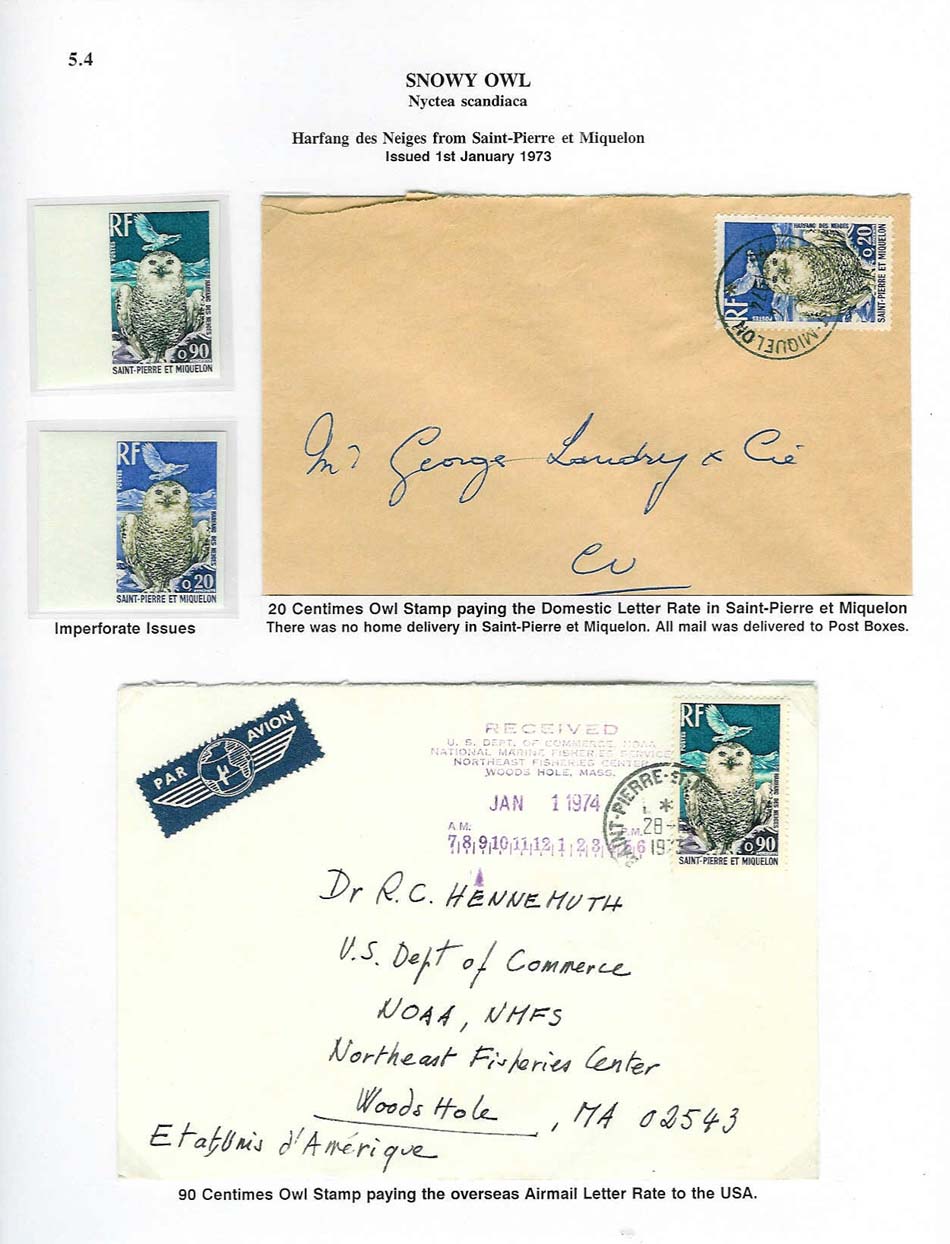 5.4
SNOWY OWL
Nyctea scandiaca
Harfang des Neiges from Saint-Pierre et Miquelon
Issued 1st January 1973
RF
POSTES
HARFANG DES NEIGES
0,90
SAINT-PIERRE ET MIQUELON
RF
POSTES
HARFANG DES NEIGES
0,20
SAINT-PIERRE ET MIQUELON
Imperforate Issues
RF
POSTES
HARFANG DES NEIGES
0,20
SAINT-PIERRE ET MIQUELON
MIQUELON
Mr George Landry & Cie
20 Centimes Owl Stamp paying the Domestic Letter Rate in Saint-Pierre et Miquelon
There was no home delivery in Saint-Pierre et Miquelon. All mail was delivered to Post Boxes.
PAR AVION
RECEIVED
U. S. DEPT. OF COMMERCE, NOAA
NATIONAL MARINE FISHERIES SERVICE
NORTHEAST FISHERIES CENTER
WOODS HOLE, MASS.
JAN 1 1974
A.M. P.M.
7 8 9 10 11 12 1 2 3 5 6
SAINT-PIERRE-ST
28
1973
RF
POSTES
HARFANG DES NEIGES
0,90
SAINT-PIERRE ET MIQUELON
Dr R.C. HENNEMUTH
U.S. Dept of Commerce
NOAA, NMFS
Northeast Fisheries Center
Woods Hole, MA 02543
Etats Unis d'Amérique
90 Centimes Owl Stamp paying the overseas Airmail Letter Rate to the USA.